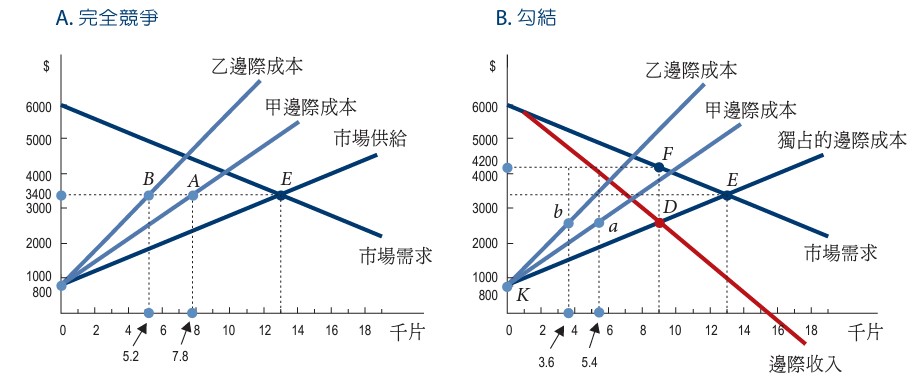 A. 完全競爭
$
乙邊際成本
甲邊際成本
市場供給
6000
5000
4000
3400
3000
2000
1000
800
B
A
E
市場需求
0 2 4 6 8 10 12 14 16 18 千片
5.2 7.8
B. 勾結
$
乙邊際成本
甲邊際成本
獨占的邊際成本
6000
5000
4200
4000
3400
3000
2000
1000
800
F
E
b
a
D
K
市場需求
0 2 4 6 8 10 12 14 16 18 千片
3.6 5.4
邊際收入